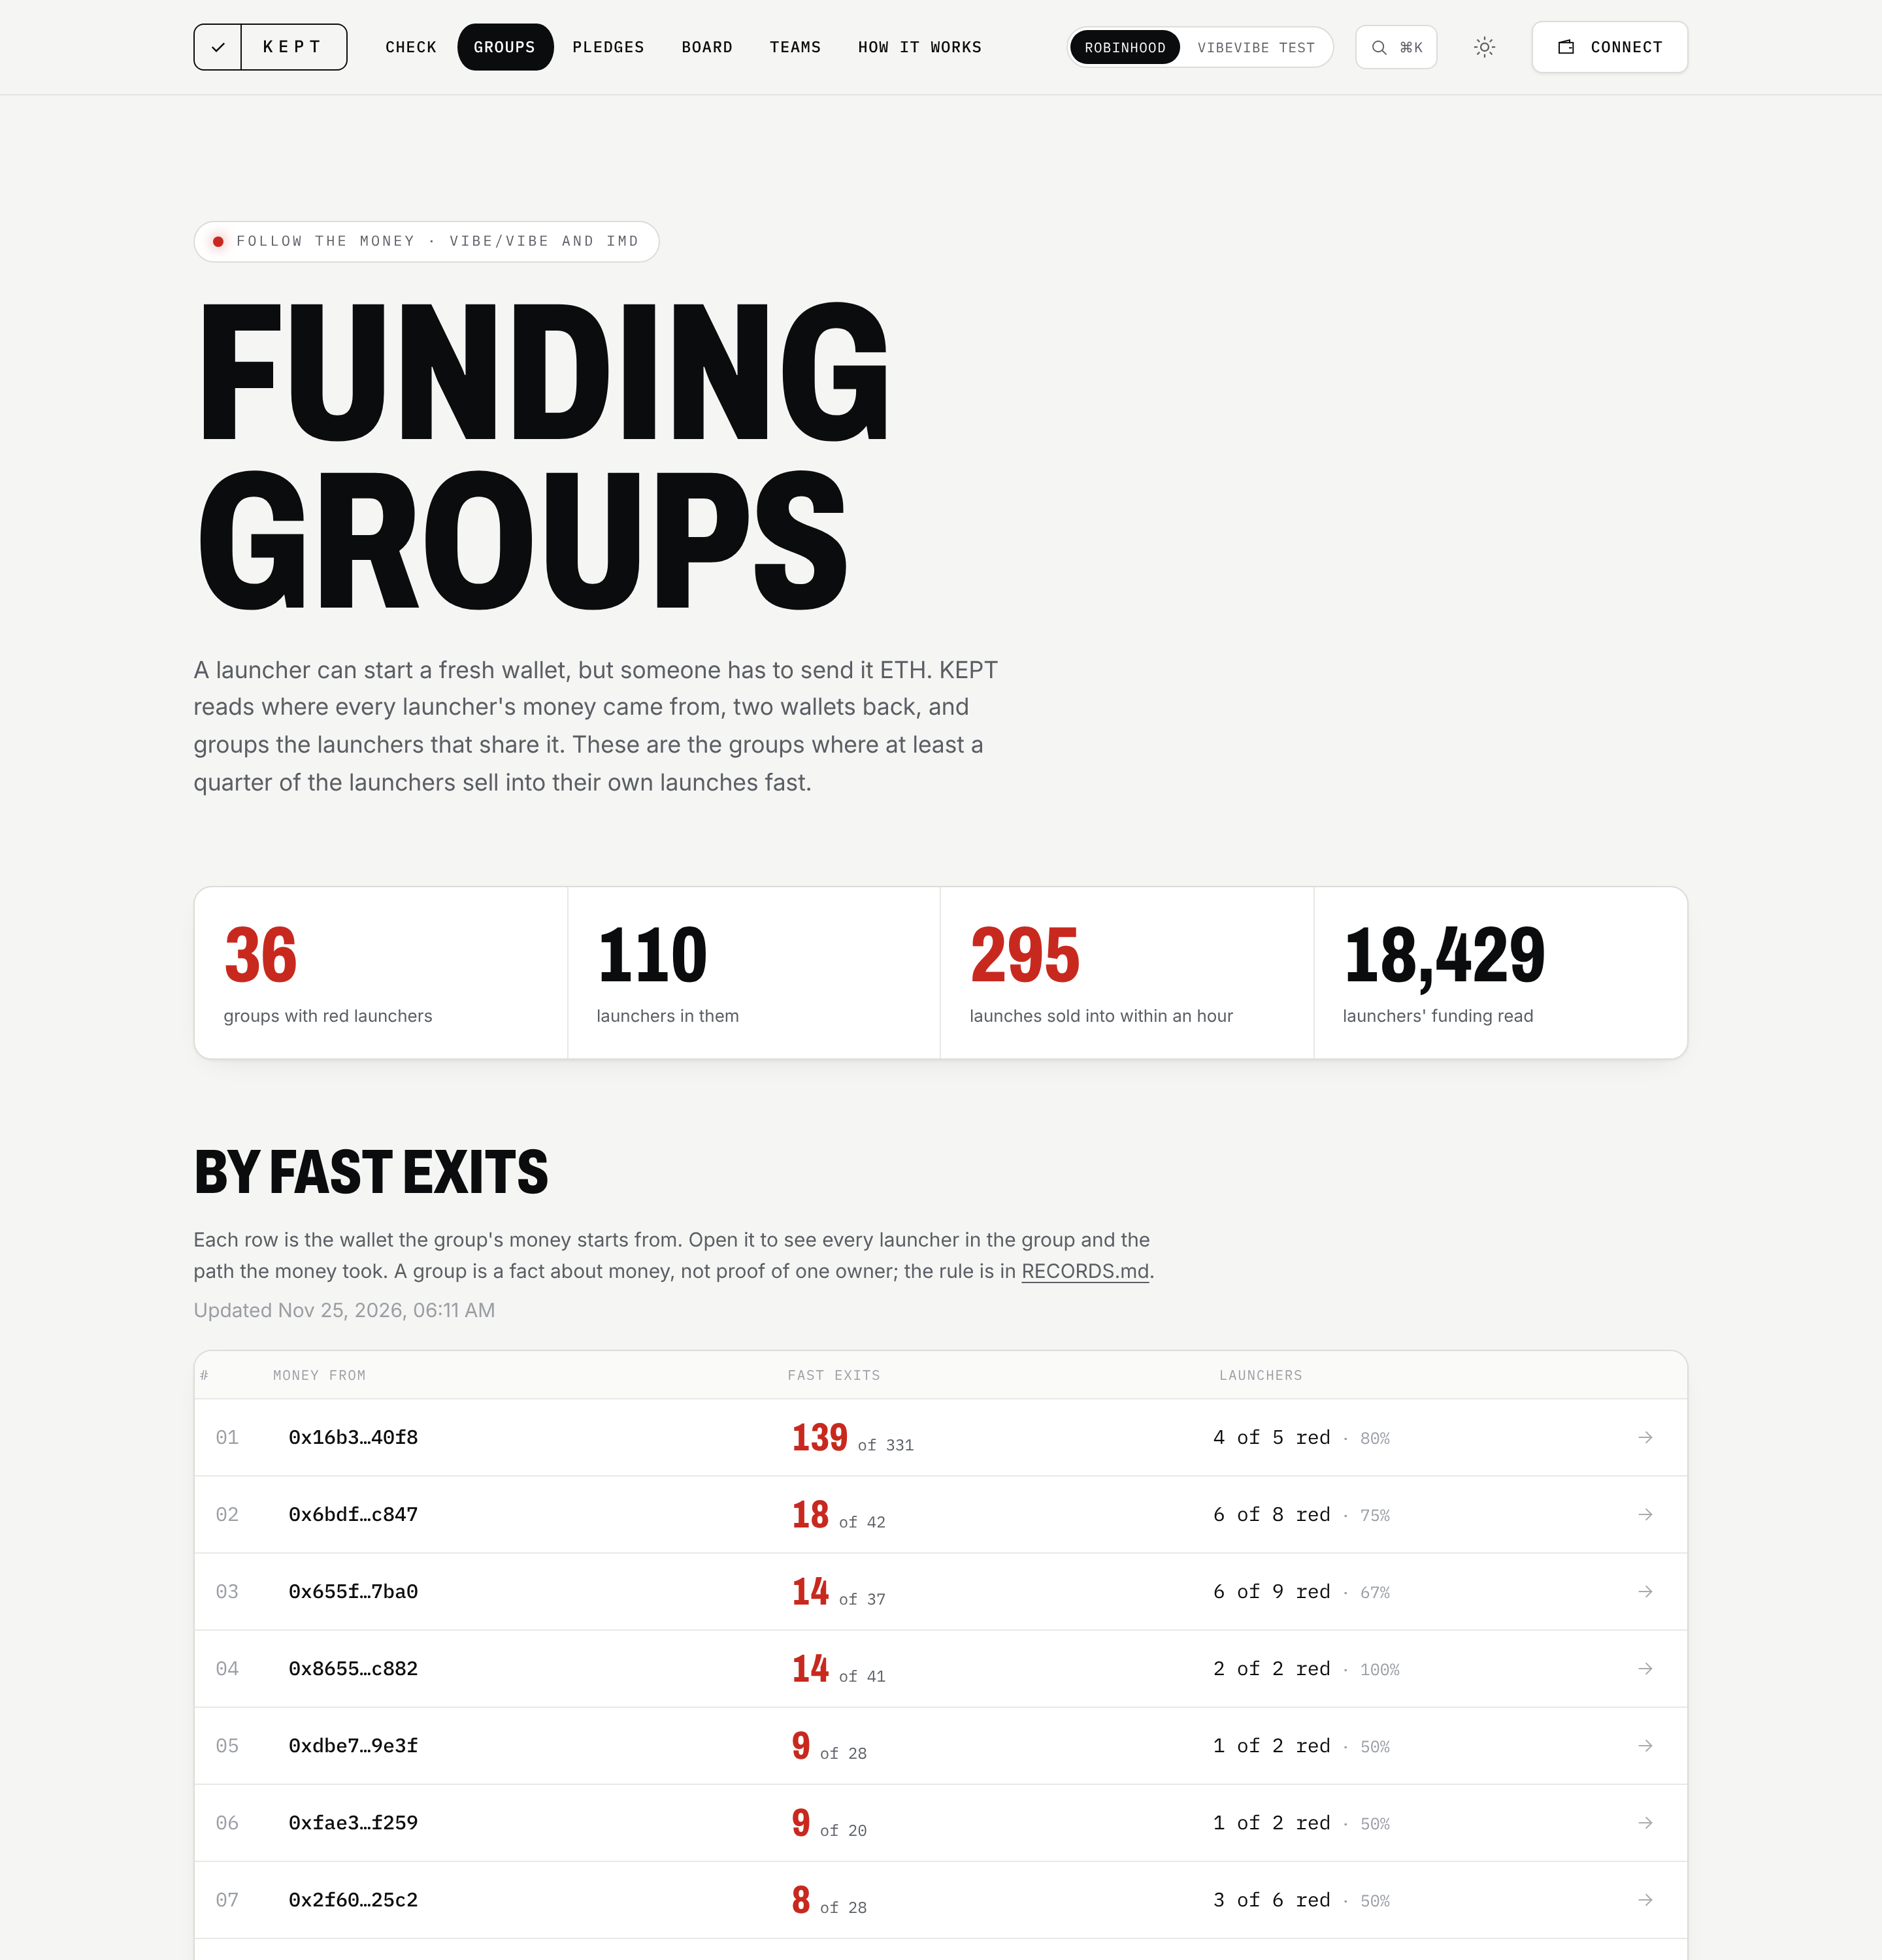 KEPT
CHECK
GROUPS
PLEDGES
BOARD
TEAMS
HOW IT WORKS
ROBINHOOD
VIBEVIBE TEST
⌘K
CONNECT
FOLLOW THE MONEY · VIBE/VIBE AND IMD
FUNDING
GROUPS
A launcher can start a fresh wallet, but someone has to send it ETH. KEPT
reads where every launcher's money came from, two wallets back, and
groups the launchers that share it. These are the groups where at least a
quarter of the launchers sell into their own launches fast.
36
groups with red launchers
110
launchers in them
295
launches sold into within an hour
18,429
launchers' funding read
BY FAST EXITS
Each row is the wallet the group's money starts from. Open it to see every launcher in the group and the
path the money took. A group is a fact about money, not proof of one owner; the rule is in RECORDS.md.
Updated Nov 25, 2026, 06:11 AM
# MONEY FROM FAST EXITS LAUNCHERS
01 0x16b3…40f8 139 of 331 4 of 5 red · 80% →
02 0x6bdf…c847 18 of 42 6 of 8 red · 75% →
03 0x655f…7ba0 14 of 37 6 of 9 red · 67% →
04 0x8655…c882 14 of 41 2 of 2 red · 100% →
05 0xdbe7…9e3f 9 of 28 1 of 2 red · 50% →
06 0xfae3…f259 9 of 20 1 of 2 red · 50% →
07 0x2f60…25c2 8 of 28 3 of 6 red · 50% →